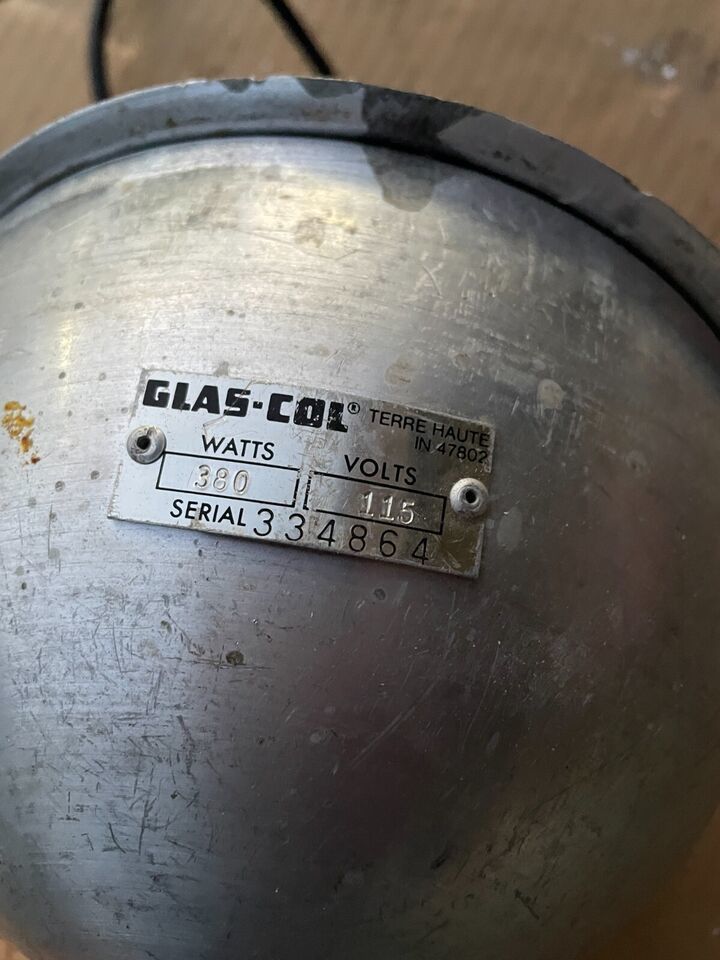 GLAS-COL® TERRE HAUTE
IN 47802
WATTS VOLTS
380 115
SERIAL 334864